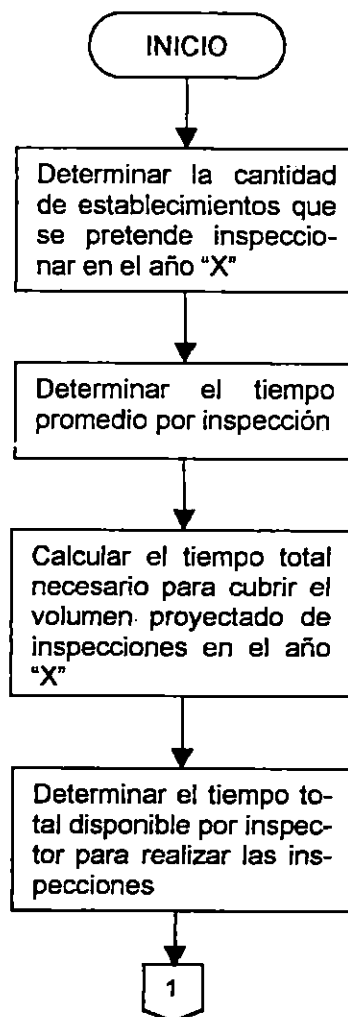 INICIO
Determinar la cantidad
de establecimientos que
se pretende inspeccio-
nar en el año "X"
Determinar el tiempo
promedio por inspección
Calcular el tiempo total
necesario para cubrir el
volumen proyectado de
inspecciones en el año
"X"
Determinar el tiempo to-
tal disponible por inspec-
tor para realizar las ins-
pecciones
1